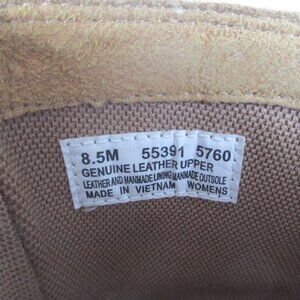 8.5M 55391 5760
GENUINE LEATHER UPPER
LEATHER AND MANMADE LINING MANMADE OUTSOLE
MADE IN VIETNAM WOMENS